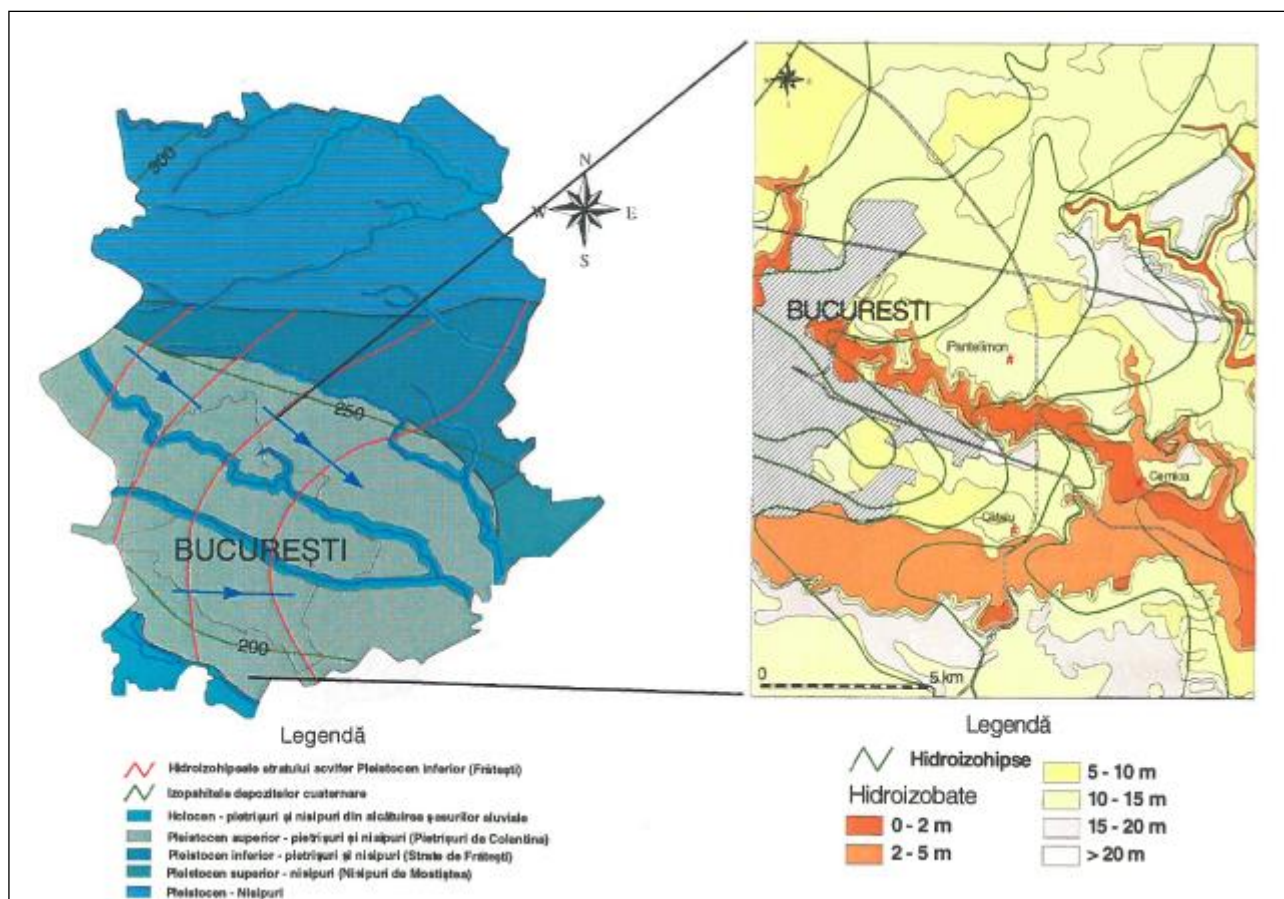 300
N
W
E
S
250
BUCUREȘTI
200
Legendă
Hidroizohipsele stratului acvifer Pleistocen inferior (Frătești)
Izopahitele depozitelor cuaternare
Holocen - pietrișuri și nisipuri din alcătuirea șesurilor aluviale
Pleistocen superior - pietrișuri și nisipuri (Pietrișuri de Colentina)
Pleistocen inferior - pietrișuri și nisipuri (Strate de Frătești)
Pleistocen superior - nisipuri (Nisipuri de Mostiștea)
Pleistocen - Nisipuri
BUCUREȘTI
Pantelimon
Cernica
0
5 km
Legendă
Hidroizohipse
Hidroizobate
0 - 2 m
2 - 5 m
5 - 10 m
10 - 15 m
15 - 20 m
> 20 m